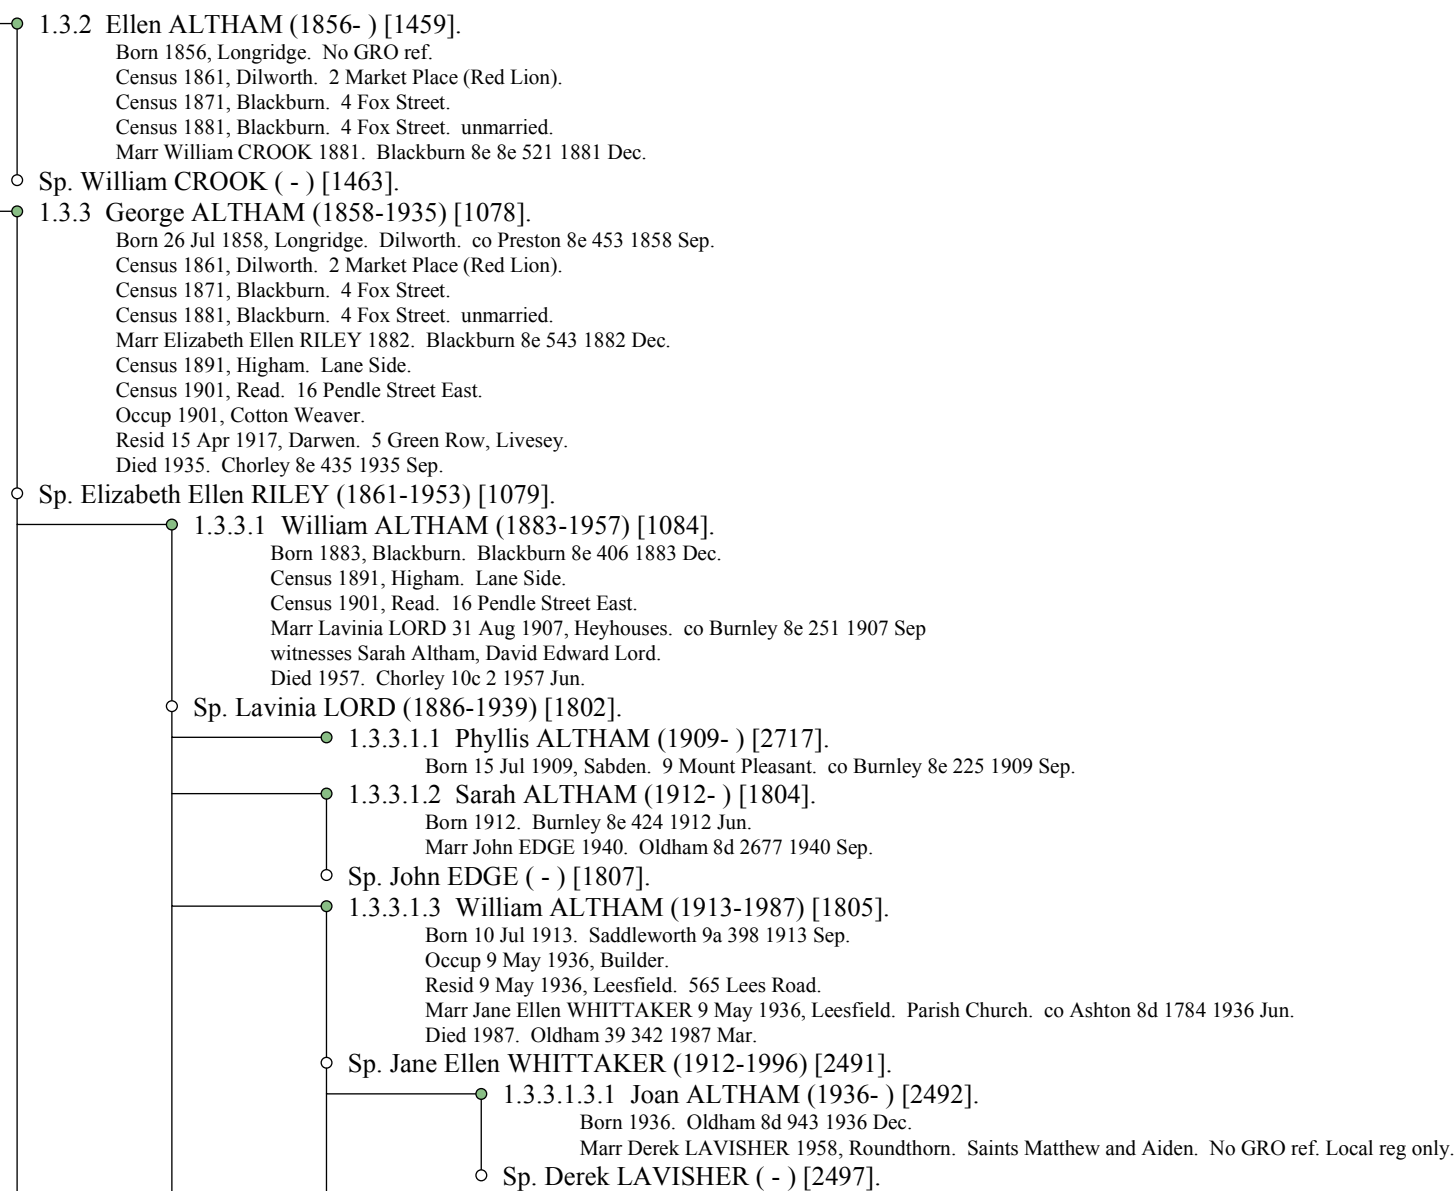 1.3.2 Ellen ALTHAM (1856- ) [1459].
Born 1856, Longridge. No GRO ref.
Census 1861, Dilworth. 2 Market Place (Red Lion).
Census 1871, Blackburn. 4 Fox Street.
Census 1881, Blackburn. 4 Fox Street. unmarried.
Marr William CROOK 1881. Blackburn 8e 8e 521 1881 Dec.
Sp. William CROOK ( - ) [1463].
1.3.3 George ALTHAM (1858-1935) [1078].
Born 26 Jul 1858, Longridge. Dilworth. co Preston 8e 453 1858 Sep.
Census 1861, Dilworth. 2 Market Place (Red Lion).
Census 1871, Blackburn. 4 Fox Street.
Census 1881, Blackburn. 4 Fox Street. unmarried.
Marr Elizabeth Ellen RILEY 1882. Blackburn 8e 543 1882 Dec.
Census 1891, Higham. Lane Side.
Census 1901, Read. 16 Pendle Street East.
Occup 1901, Cotton Weaver.
Resid 15 Apr 1917, Darwen. 5 Green Row, Livesey.
Died 1935. Chorley 8e 435 1935 Sep.
Sp. Elizabeth Ellen RILEY (1861-1953) [1079].
1.3.3.1 William ALTHAM (1883-1957) [1084].
Born 1883, Blackburn. Blackburn 8e 406 1883 Dec.
Census 1891, Higham. Lane Side.
Census 1901, Read. 16 Pendle Street East.
Marr Lavinia LORD 31 Aug 1907, Heyhouses. co Burnley 8e 251 1907 Sep
witnesses Sarah Altham, David Edward Lord.
Died 1957. Chorley 10c 2 1957 Jun.
Sp. Lavinia LORD (1886-1939) [1802].
1.3.3.1.1 Phyllis ALTHAM (1909- ) [2717].
Born 15 Jul 1909, Sabden. 9 Mount Pleasant. co Burnley 8e 225 1909 Sep.
1.3.3.1.2 Sarah ALTHAM (1912- ) [1804].
Born 1912. Burnley 8e 424 1912 Jun.
Marr John EDGE 1940. Oldham 8d 2677 1940 Sep.
Sp. John EDGE ( - ) [1807].
1.3.3.1.3 William ALTHAM (1913-1987) [1805].
Born 10 Jul 1913. Saddleworth 9a 398 1913 Sep.
Occup 9 May 1936, Builder.
Resid 9 May 1936, Leesfield. 565 Lees Road.
Marr Jane Ellen WHITTAKER 9 May 1936, Leesfield. Parish Church. co Ashton 8d 1784 1936 Jun.
Died 1987. Oldham 39 342 1987 Mar.
Sp. Jane Ellen WHITTAKER (1912-1996) [2491].
1.3.3.1.3.1 Joan ALTHAM (1936- ) [2492].
Born 1936. Oldham 8d 943 1936 Dec.
Marr Derek LAVISHER 1958, Roundthorn. Saints Matthew and Aiden. No GRO ref. Local reg only.
Sp. Derek LAVISHER ( - ) [2497].